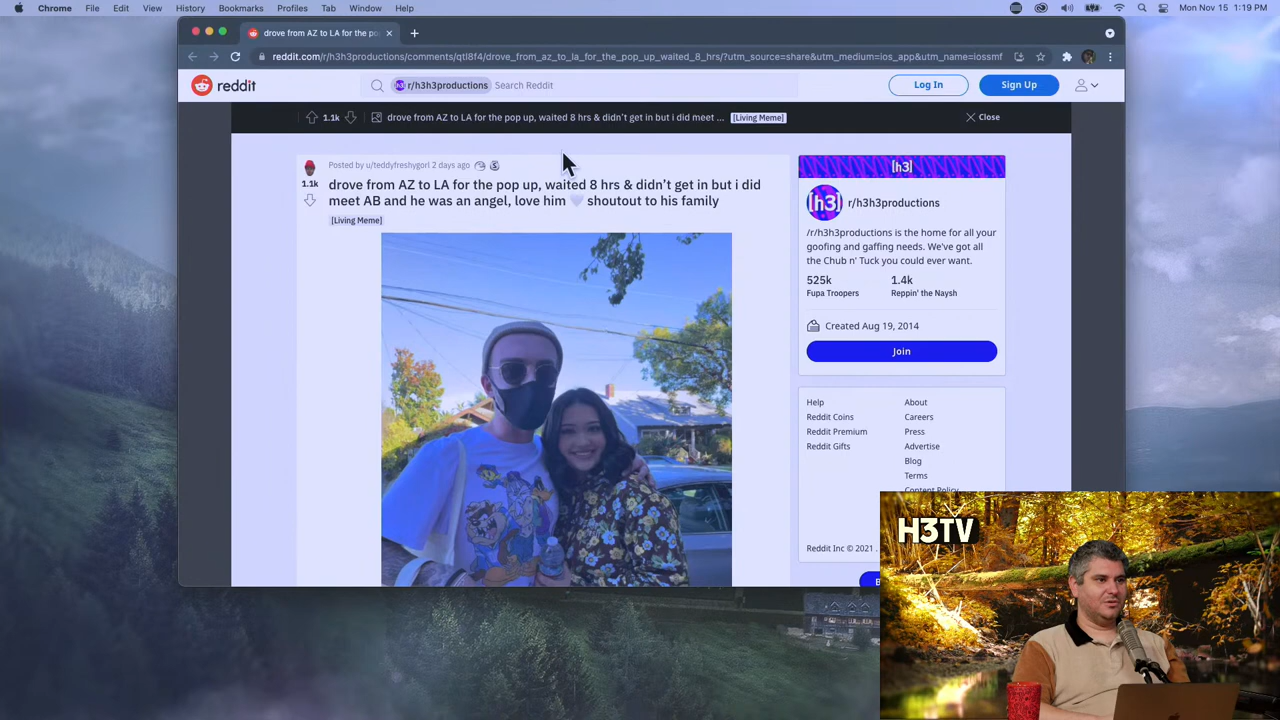 Chrome File Edit View History Bookmarks Profiles Tab Window Help Mon Nov 15 1:19 PM
drove from AZ to LA for the po
reddit.com/r/h3h3productions/comments/qtl8f4/drove_from_az_to_la_for_the_pop_up_waited_8_hrs/?utm_source=share&utm_medium=ios_app&utm_name=iossmf
reddit r/h3h3productions Search Reddit Log In Sign Up
1.1k drove from AZ to LA for the pop up, waited 8 hrs & didn't get in but i did meet ... [Living Meme] Close
Posted by u/teddyfreshygorl 2 days ago
1.1k
drove from AZ to LA for the pop up, waited 8 hrs & didn't get in but i did
meet AB and he was an angel, love him 💜 shoutout to his family
[Living Meme]
[h3]
[h3] r/h3h3productions
/r/h3h3productions is the home for all your
goofing and gaffing needs. We've got all
the Chub n' Tuck you could ever want.
525k 1.4k
Fupa Troopers Reppin' the Naysh
Created Aug 19, 2014
Join
Help About
Reddit Coins Careers
Reddit Premium Press
Reddit Gifts Advertise
Blog
Terms
Content Policy
Reddit Inc © 2021 .
H3TV